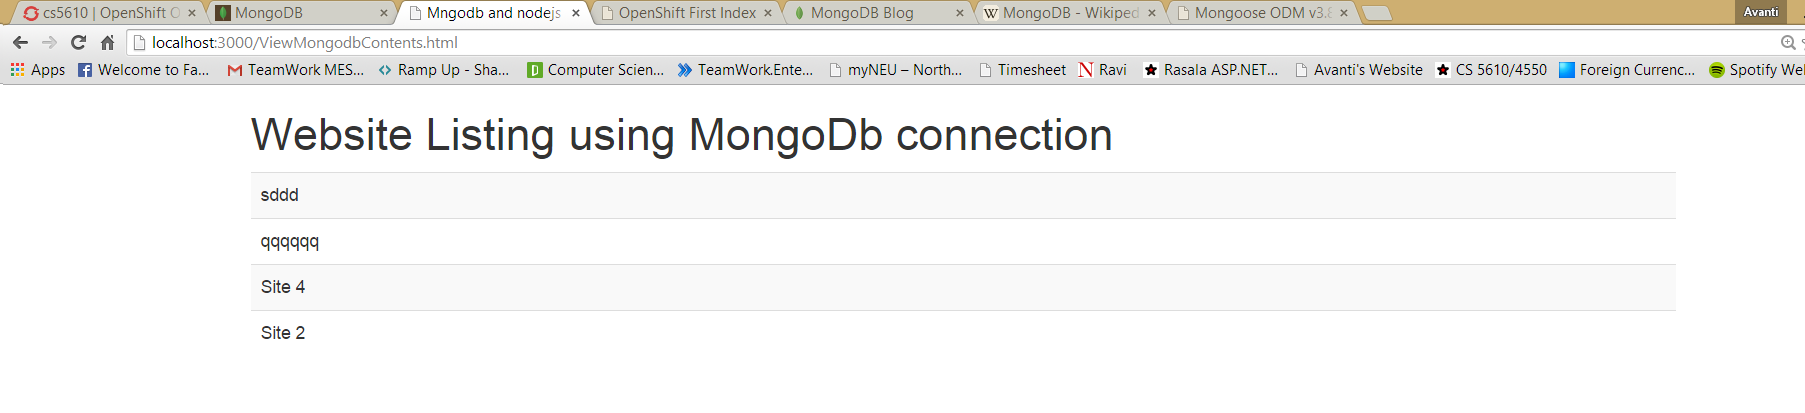 cs5610 | OpenShift O MongoDB Mngodb and nodejs OpenShift First Index MongoDB Blog MongoDB - Wikiped Mongoose ODM v3.8 Avanti
localhost:3000/ViewMongodbContents.html
Apps Welcome to Fa... TeamWork MES... Ramp Up - Sha... Computer Scien... TeamWork.Ente... myNEU – North... Timesheet Ravi Rasala ASP.NET... Avanti's Website CS 5610/4550 Foreign Currenc... Spotify Wel
Website Listing using MongoDb connection
sddd
qqqqqq
Site 4
Site 2